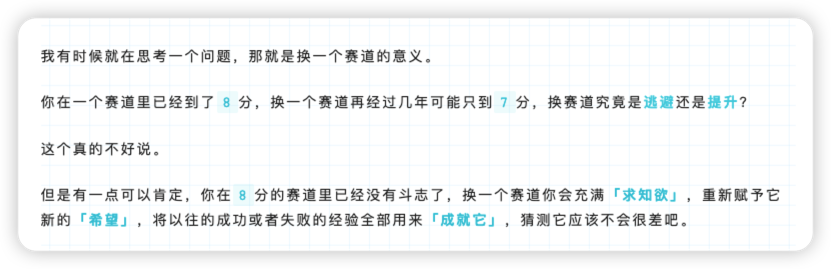 我有时候就在思考一个问题，那就是换一个赛道的意义。
你在一个赛道里已经到了 8 分，换一个赛道再经过几年可能只到 7 分，换赛道究竟是逃避还是提升？
这个真的不好说。
但是有一点可以肯定，你在 8 分的赛道里已经没有斗志了，换一个赛道你会充满「求知欲」，重新赋予它
新的「希望」，将以往的成功或者失败的经验全部用来「成就它」，猜测它应该不会很差吧。